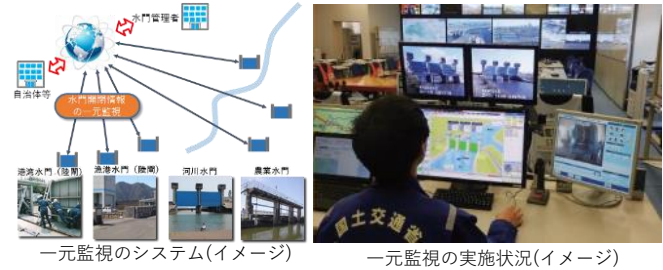 水門管理者
自治体等
水門開閉情報
の一元監視
港湾水門(陸閘)
漁港水門(陸閘)
河川水門
農業水門
国土交通省
一元監視のシステム(イメージ)
一元監視の実施状況(イメージ)